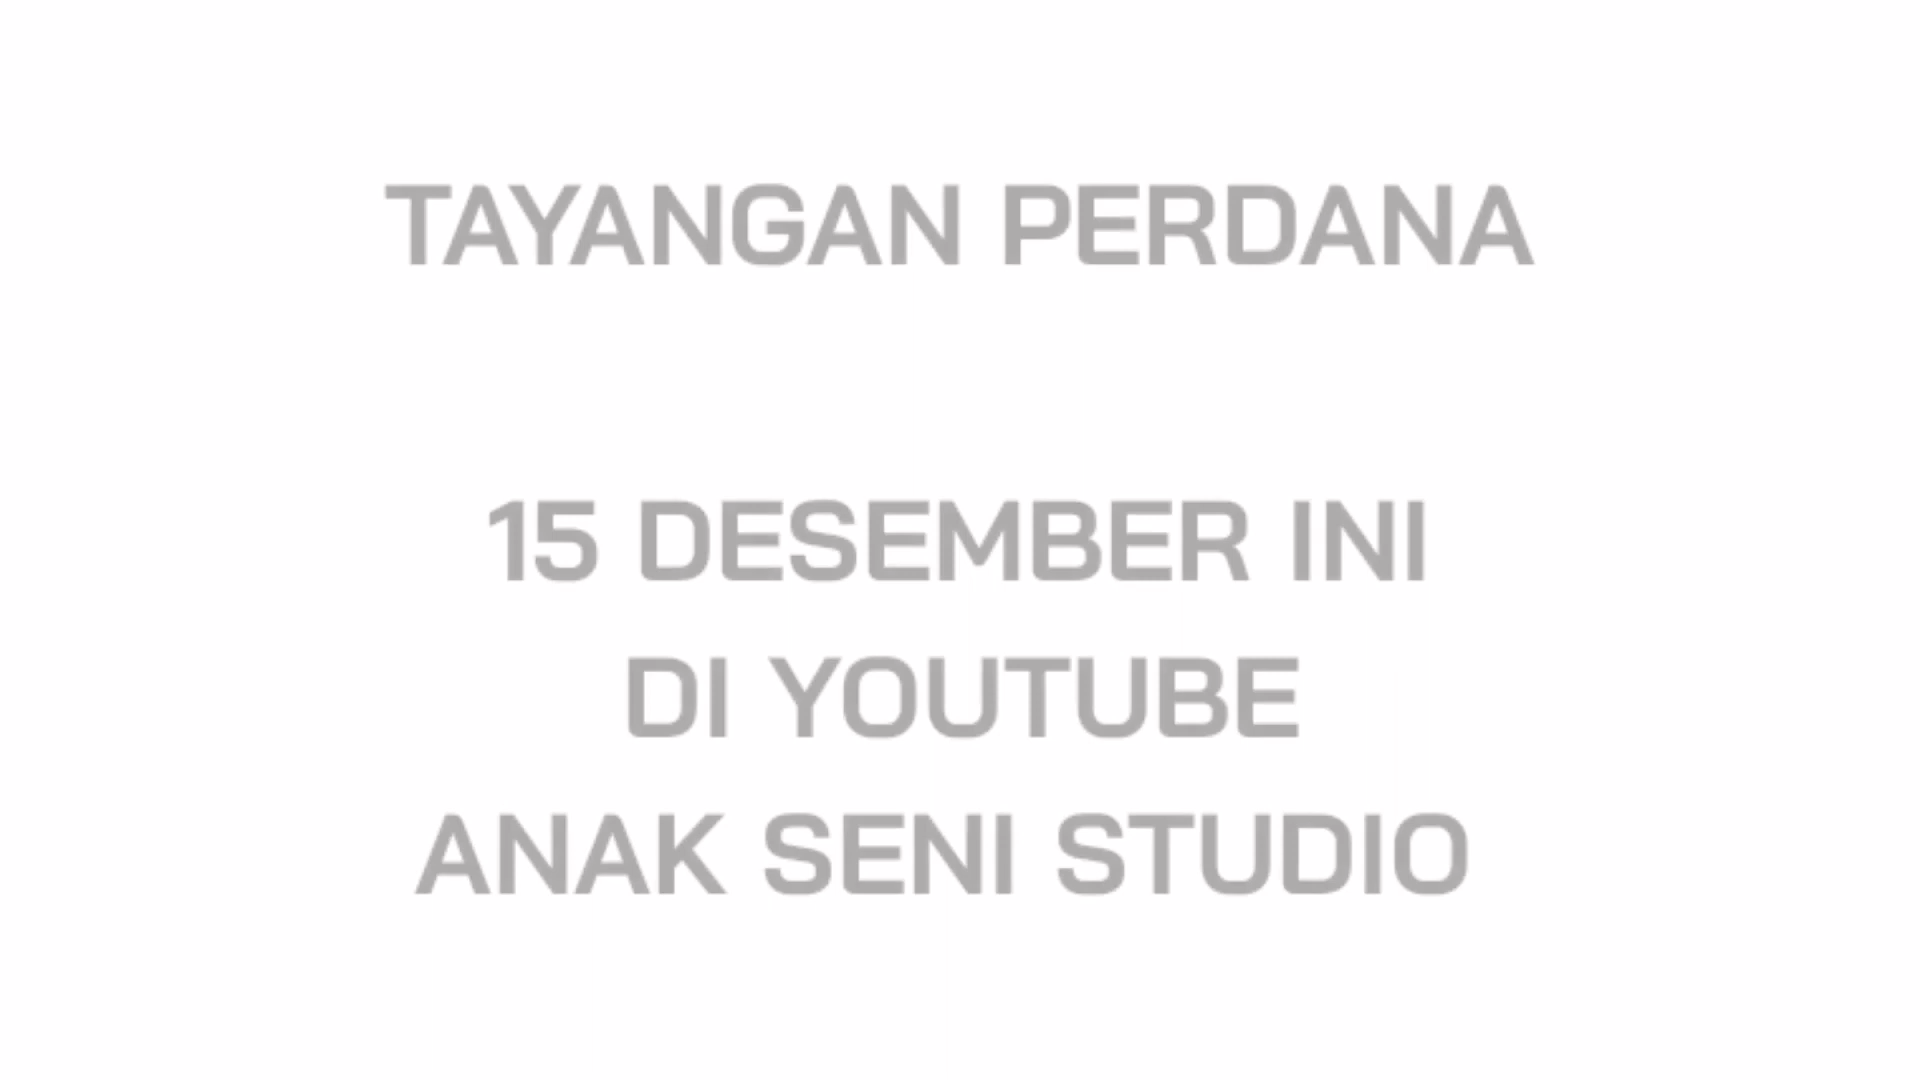 TAYANGAN PERDANA
15 DESEMBER INI
DI YOUTUBE
ANAK SENI STUDIO